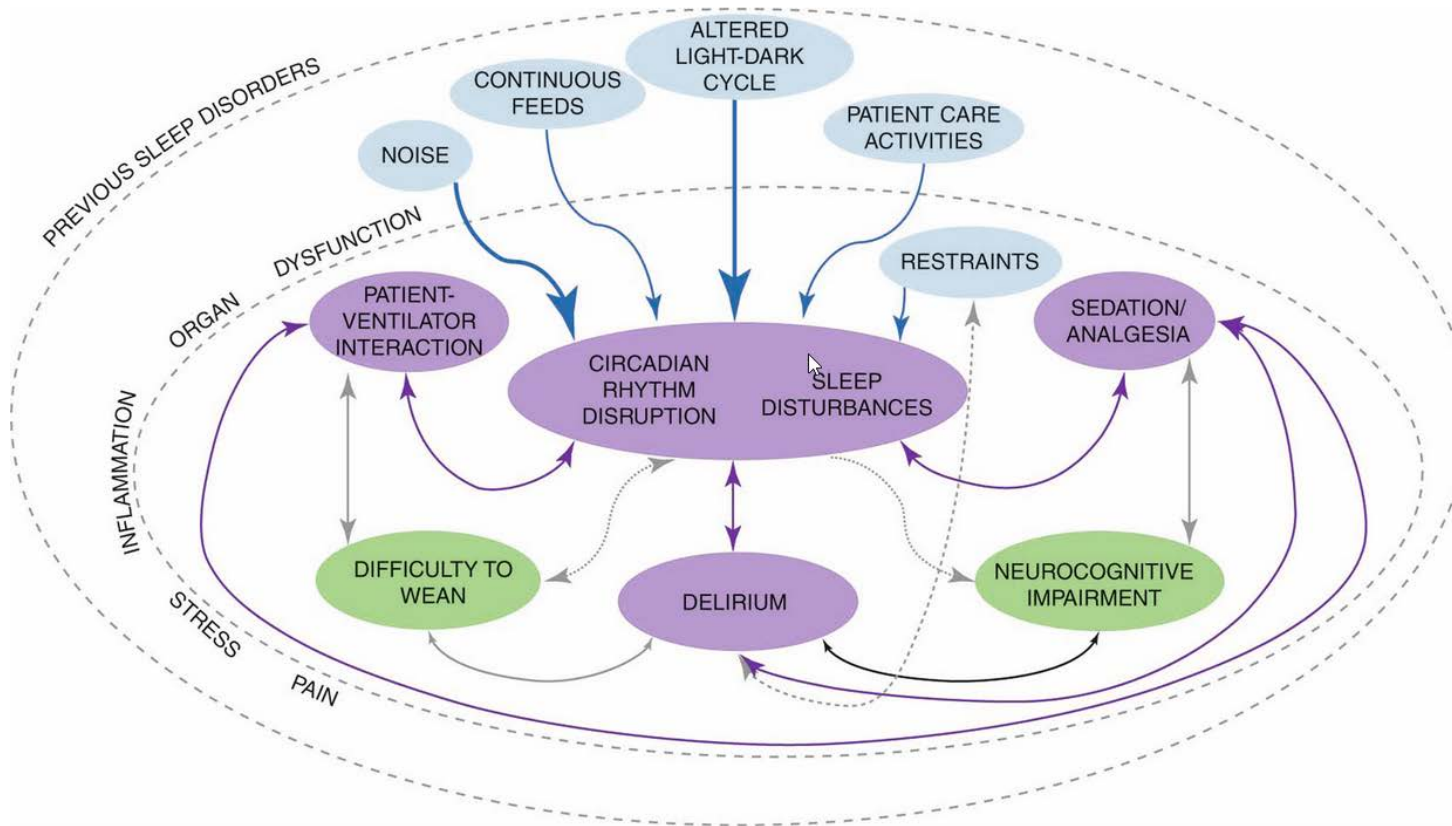 ALTERED
LIGHT-DARK
CYCLE
CONTINUOUS
FEEDS
PATIENT CARE
ACTIVITIES
NOISE
PREVIOUS SLEEP DISORDERS
DYSFUNCTION
ORGAN
INFLAMMATION
STRESS
PAIN
RESTRAINTS
PATIENT-
VENTILATOR
INTERACTION
SEDATION/
ANALGESIA
CIRCADIAN
RHYTHM
DISRUPTION
SLEEP
DISTURBANCES
DIFFICULTY TO
WEAN
DELIRIUM
NEUROCOGNITIVE
IMPAIRMENT